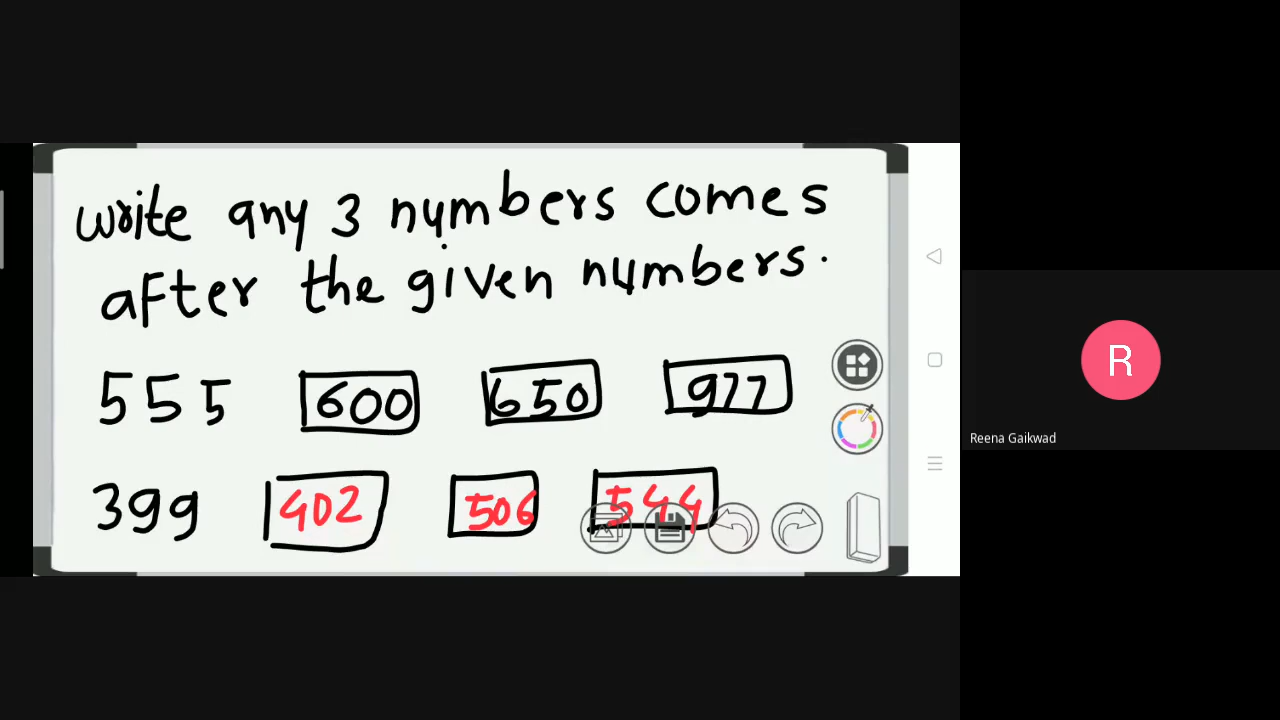 write any 3 numbers comes
after the given numbers.
555 600 650 977
399 402 506 544
R
Reena Gaikwad